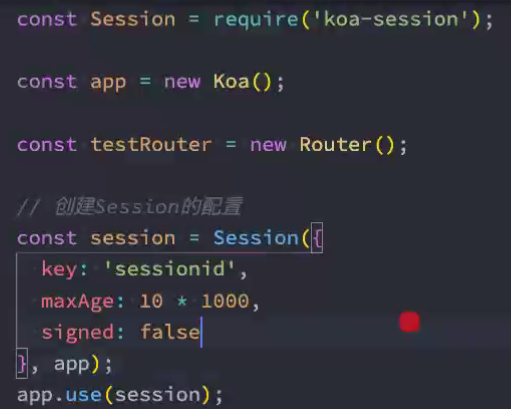 const Session = require('koa-session');
const app = new Koa();
const testRouter = new Router();
// 创建Session的配置
const session = Session({
key: 'sessionid',
maxAge: 10 * 1000,
signed: false
}, app);
app.use(session);